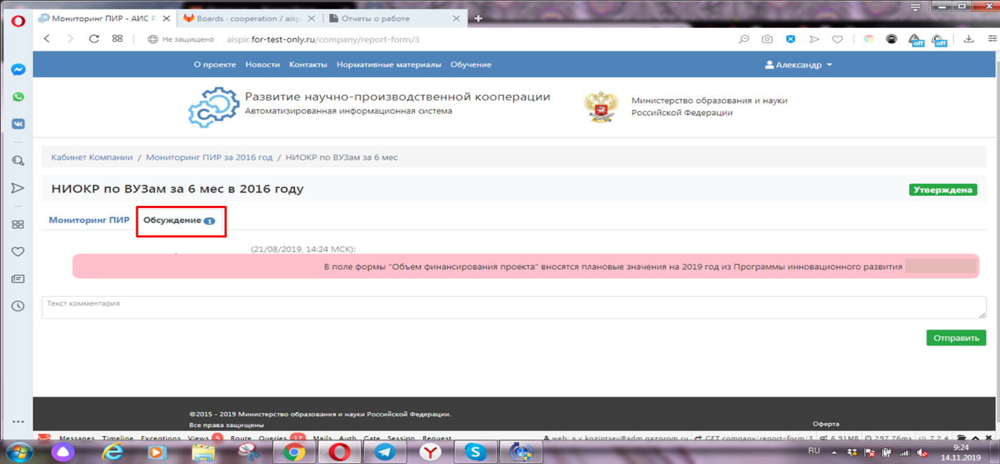 Мониторинг ПИР - АИС Р
Boards · cooperation / aisp
Отчеты о работе
Не защищено
aispir.for-test-only.ru/company/report-form/3
off
off
О проекте Новости Контакты Нормативные материалы Обучение
Александр
Развитие научно-производственной кооперации
Автоматизированная информационная система
Министерство образования и науки
Российской Федерации
Кабинет Компании / Мониторинг ПИР за 2016 год / НИОКР по ВУЗам за 6 мес
НИОКР по ВУЗам за 6 мес в 2016 году
Утверждена
Мониторинг ПИР
Обсуждение 1
(21/08/2019, 14:24 МСК):
В поле формы "Объем финансирования проекта" вносятся плановые значения на 2019 год из Программы инновационного развития
Текст комментария
Отправить
©2015 - 2019 Министерство образования и науки Российской Федерации.
Все права защищены
Оферта
Messages Timeline Exceptions Views 5 Route Queries 17 Mails Auth Gate Session Request
web: a.v.kozintsev@adm.gazprom.ru GET company/report-form/3 6.91MB 297.76ms 7.2.4
RU
9:24
14.11.2019